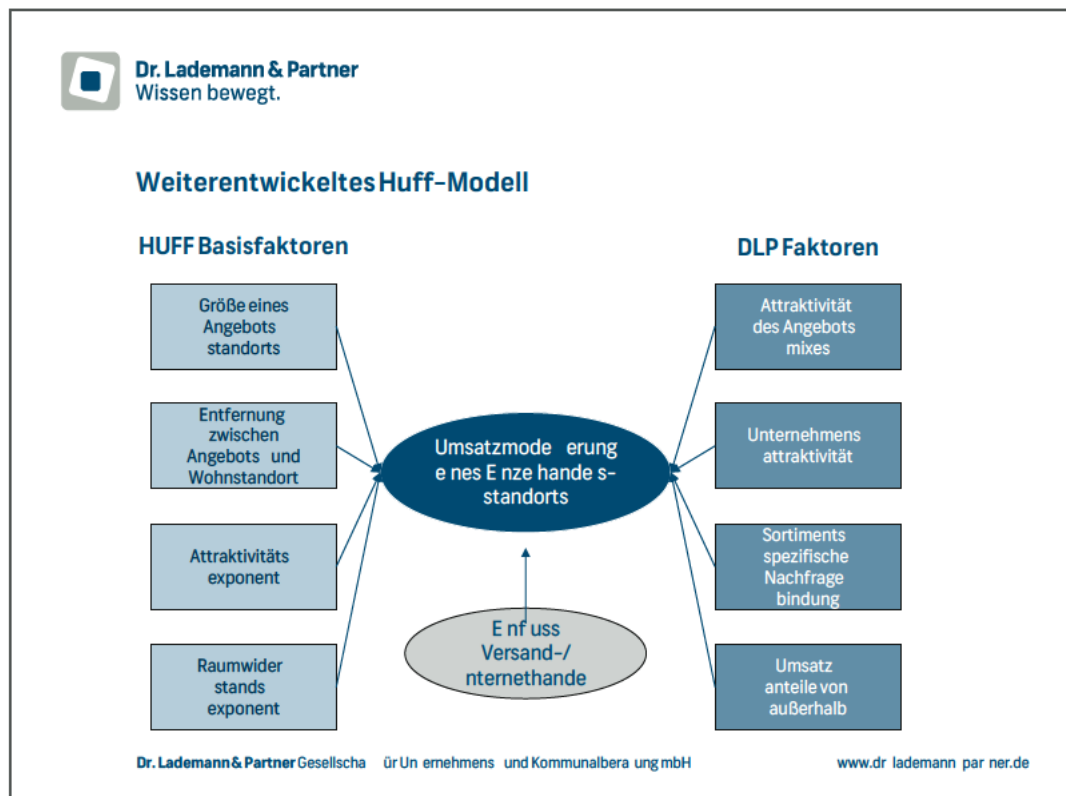 Dr. Lademann & Partner
Wissen bewegt.
Weiterentwickeltes Huff-Modell
HUFF Basisfaktoren
DLP Faktoren
Größe eines
Angebots
standorts
Attraktivität
des Angebots
mixes
Entfernung
zwischen
Angebots und
Wohnstandort
Umsatzmode erung
e nes E nze hande s-
standorts
Unternehmens
attraktivität
Attraktivitäts
exponent
Sortiments
spezifische
Nachfrage
bindung
E nf uss
Versand-/
nternethande
Raumwider
stands
exponent
Umsatz
anteile von
außerhalb
Dr. Lademann & Partner Gesellscha ür Un ernehmens und Kommunalbera ung mbH
www.dr lademann par ner.de